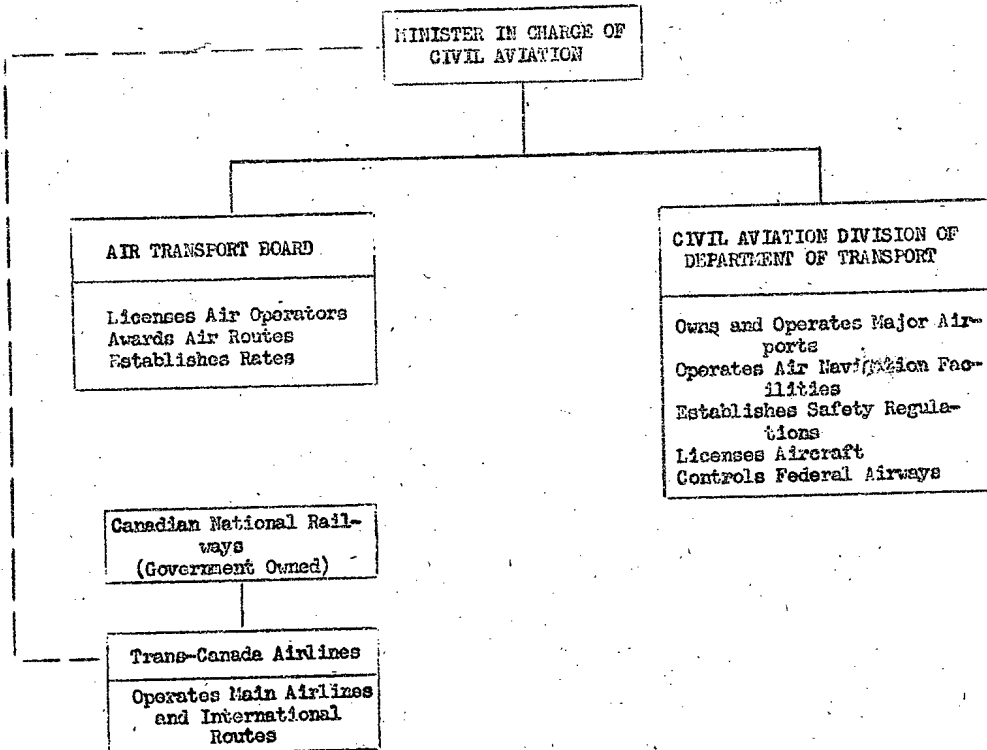 MINISTER IN CHARGE OF
CIVIL AVIATION
AIR TRANSPORT BOARD
Licenses Air Operators
Awards Air Routes
Establishes Rates
CIVIL AVIATION DIVISION OF
DEPARTMENT OF TRANSPORT
Owns and Operates Major Air-
ports
Operates Air Navigation Fac-
ilities
Establishes Safety Regula-
tions
Licenses Aircraft
Controls Federal Airways
Canadian National Rail-
ways
(Government Owned)
Trans-Canada Airlines
Operates Main Airlines
and International
Routes